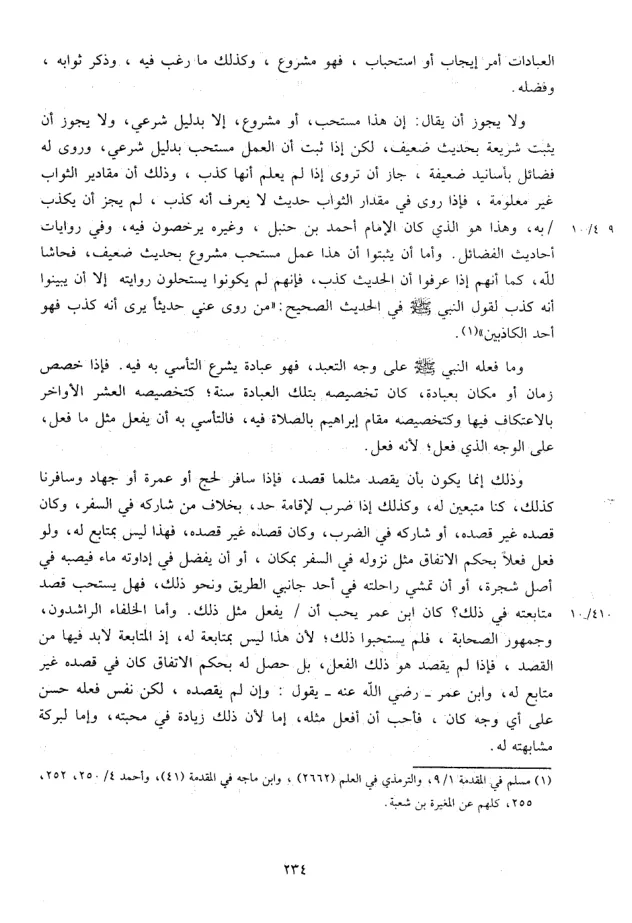 العبادات أمر إيجاب أو استحباب ، فهو مشروع ، وكذلك ما رغب فيه ، وذكر ثوابه ،
وفضله .
ولا يجوز أن يقال: إن هذا مستحب، أو مشروع، إلا بدليل شرعي، ولا يجوز أن
يثبت شريعة بحديث ضعيف، لكن إذا ثبت أن العمل مستحب بدليل شرعي، وروى له
فضائل بأسانيد ضعيفة ، جاز أن تروى إذا لم يعلم أنها كذب ، وذلك أن مقادير الثواب
غير معلومة ، فإذا روى في مقدار الثواب حديث لا يعرف أنه كذب ، لم يجز أن يكذب
١٠/٤٠٩ /به، وهذا هو الذي كان الإمام أحمد بن حنبل ، وغيره يرخصون فيه، وفي روايات
أحاديث الفضائل . وأما أن يثبتوا أن هذا عمل مستحب مشروع بحديث ضعيف، فحاشا
لله، كما أنهم إذا عرفوا أن الحديث كذب، فإنهم لم يكونوا يستحلون روايته إلا أن يبينوا
أنه كذب لقول النبي ﷺ في الحديث الصحيح:«من روى عني حديثاً يرى أنه كذب فهو
أحد الكاذبين»(١).
وما فعله النبي ﷺ على وجه التعبد، فهو عبادة يشرع التأسي به فيه. فإذا خصص
زمان أو مكان بعبادة، كان تخصيصه بتلك العبادة سنة؛ كتخصيصه العشر الأواخر
بالاعتكاف فيها وكتخصيصه مقام إبراهيم بالصلاة فيه، فالتأسي به أن يفعل مثل ما فعل،
على الوجه الذي فعل؛ لأنه فعل.
وذلك إنما يكون بأن يقصد مثلما قصد، فإذا سافر لحج أو عمرة أو جهاد وسافرنا
كذلك، كنا متبعين له، وكذلك إذا ضرب لإقامة حد، بخلاف من شاركه في السفر، وكان
قصده غير قصده، أو شاركه في الضرب، وكان قصده غير قصده، فهذا ليس بمتابع له، ولو
فعل فعلاً بحكم الاتفاق مثل نزوله في السفر بمكان ، أو أن يفضل في إداوته ماء فيصبه في
أصل شجرة، أو أن تمشي راحلته في أحد جانبي الطريق ونحو ذلك، فهل يستحب قصد
١٠/٤١٠ متابعته في ذلك؟ كان ابن عمر يحب أن / يفعل مثل ذلك. وأما الخلفاء الراشدون،
وجمهور الصحابة ، فلم يستحبوا ذلك؛ لأن هذا ليس بمتابعة له، إذ المتابعة لابد فيها من
القصد ، فإذا لم يقصد هو ذلك الفعل، بل حصل له بحكم الاتفاق كان في قصده غير
متابع له، وابن عمر ـ رضي الله عنه ـ يقول : وإن لم يقصده ، لكن نفس فعله حسن
على أي وجه كان ، فأحب أن أفعل مثله، إما لأن ذلك زيادة في محبته، وإما لبركة
مشابهته له .
(١) مسلم في المقدمة ٩/١، والترمذي في العلم (٢٦٦٢) ، وابن ماجه في المقدمة (٤١)، وأحمد ٤/ ٢٥٠، ٢٥٢،
٢٥٥، كلهم عن المغيرة بن شعبة .
٢٣٤